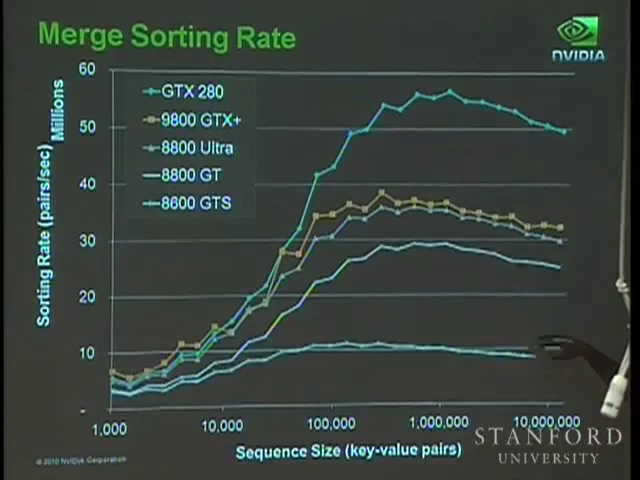 Merge Sorting Rate
NVIDIA
Sorting Rate (pairs/sec)
Millions
60
50
40
30
20
10
-
GTX 280
9800 GTX+
8800 Ultra
8800 GT
8600 GTS
1,000
10,000
100,000
1,000,000
10,000,000
Sequence Size (key-value pairs)
© 2010 NVIDIA Corporation
STANFORD
UNIVERSITY